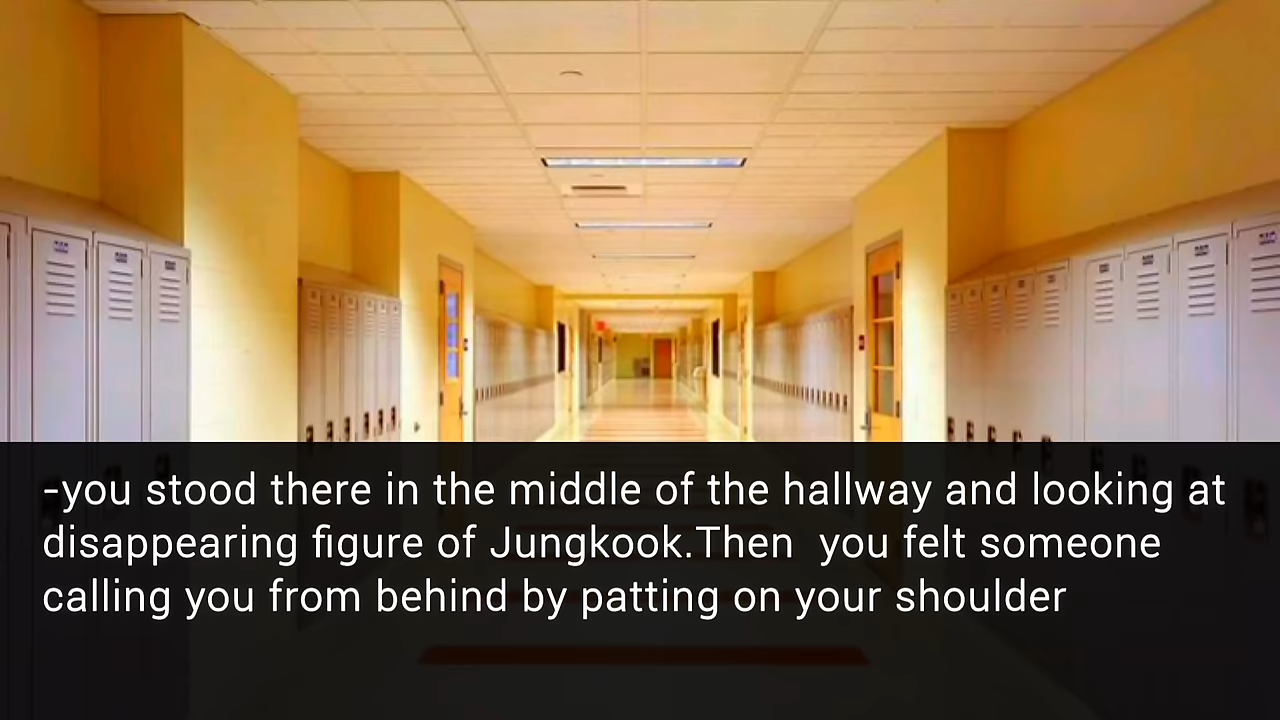 -you stood there in the middle of the hallway and looking at
disappearing figure of Jungkook.Then  you felt someone
calling you from behind by patting on your shoulder